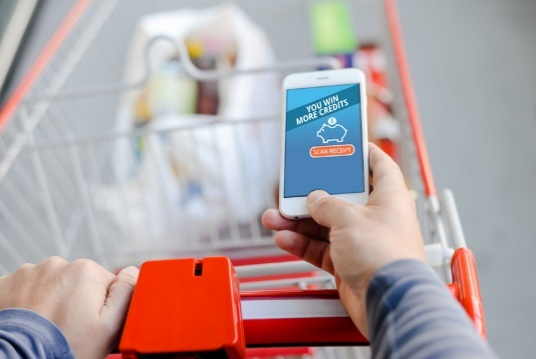 YOU WIN
MORE CREDITS
$
SCAN RECEIPT